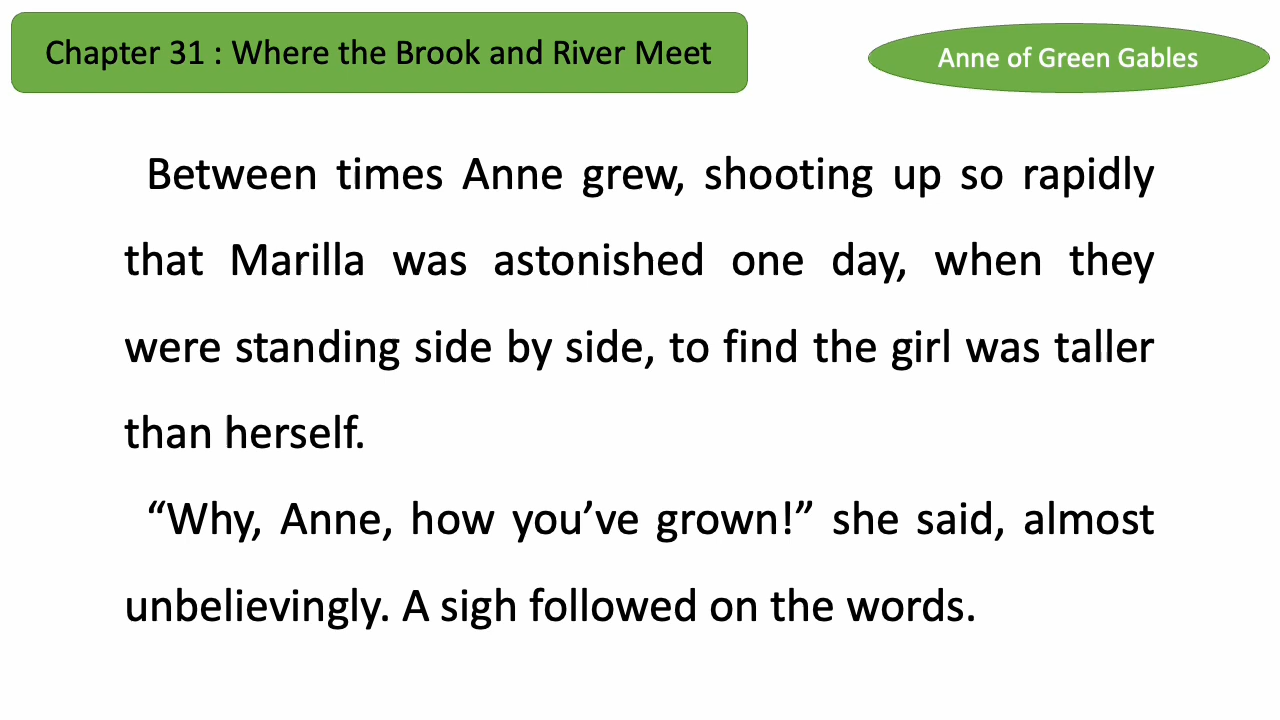 Chapter 31 : Where the Brook and River Meet
Anne of Green Gables
Between times Anne grew, shooting up so rapidly
that Marilla was astonished one day, when they
were standing side by side, to find the girl was taller
than herself.
“Why, Anne, how you’ve grown!” she said, almost
unbelievingly. A sigh followed on the words.